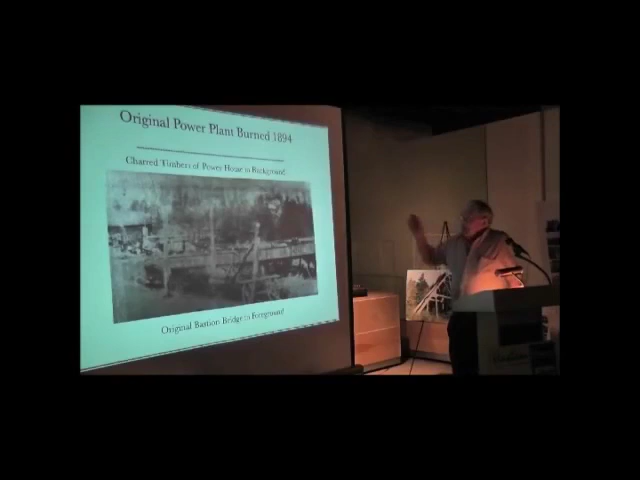 Original Power Plant Burned 1894
Charred Timbers of Power House in Background
Original Bastion Bridge in Foreground